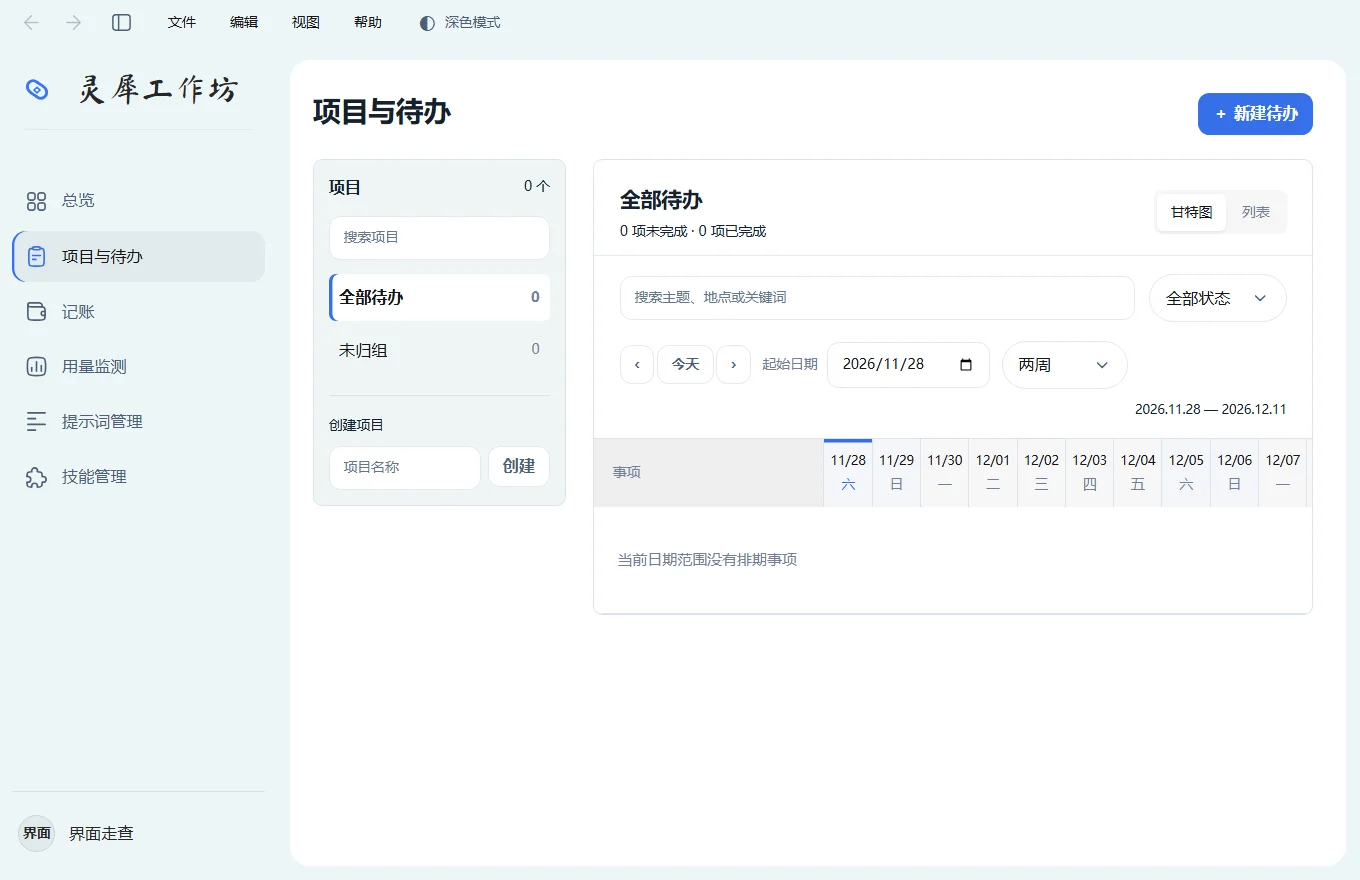 文件 编辑 视图 帮助 深色模式
灵犀工作坊
总览
项目与待办
记账
用量监测
提示词管理
技能管理
界面 界面走查
项目与待办
+ 新建待办
项目 0 个
搜索项目
全部待办 0
未归组 0
创建项目
项目名称 创建
全部待办
0 项未完成 · 0 项已完成
甘特图 列表
搜索主题、地点或关键词 全部状态
‹ 今天 › 起始日期 2026/11/28 两周
2026.11.28 — 2026.12.11
事项 11/28 11/29 11/30 12/01 12/02 12/03 12/04 12/05 12/06 12/07
六 日 一 二 三 四 五 六 日 一
当前日期范围没有排期事项